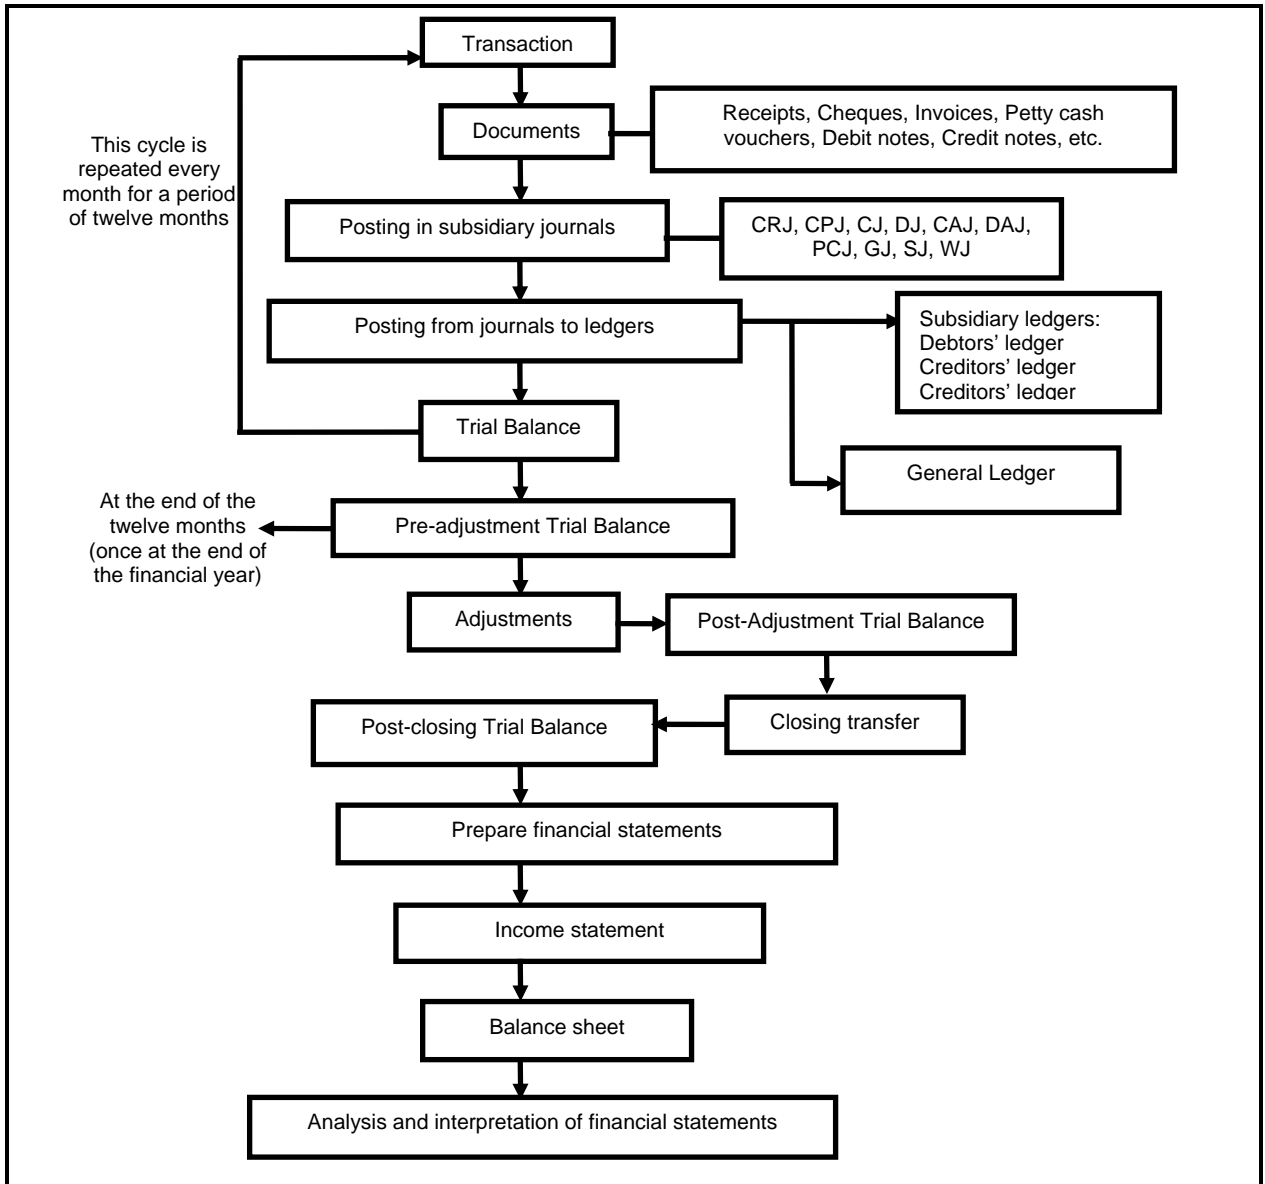 Transaction
Documents
Receipts, Cheques, Invoices, Petty cash
vouchers, Debit notes, Credit notes, etc.
This cycle is
repeated every
month for a period
of twelve months
Posting in subsidiary journals
CRJ, CPJ, CJ, DJ, CAJ, DAJ,
PCJ, GJ, SJ, WJ
Posting from journals to ledgers
Subsidiary ledgers:
Debtors’ ledger
Creditors’ ledger
Creditors’ ledger
Trial Balance
General Ledger
At the end of the
twelve months
(once at the end of
the financial year)
Pre-adjustment Trial Balance
Adjustments
Post-Adjustment Trial Balance
Closing transfer
Post-closing Trial Balance
Prepare financial statements
Income statement
Balance sheet
Analysis and interpretation of financial statements